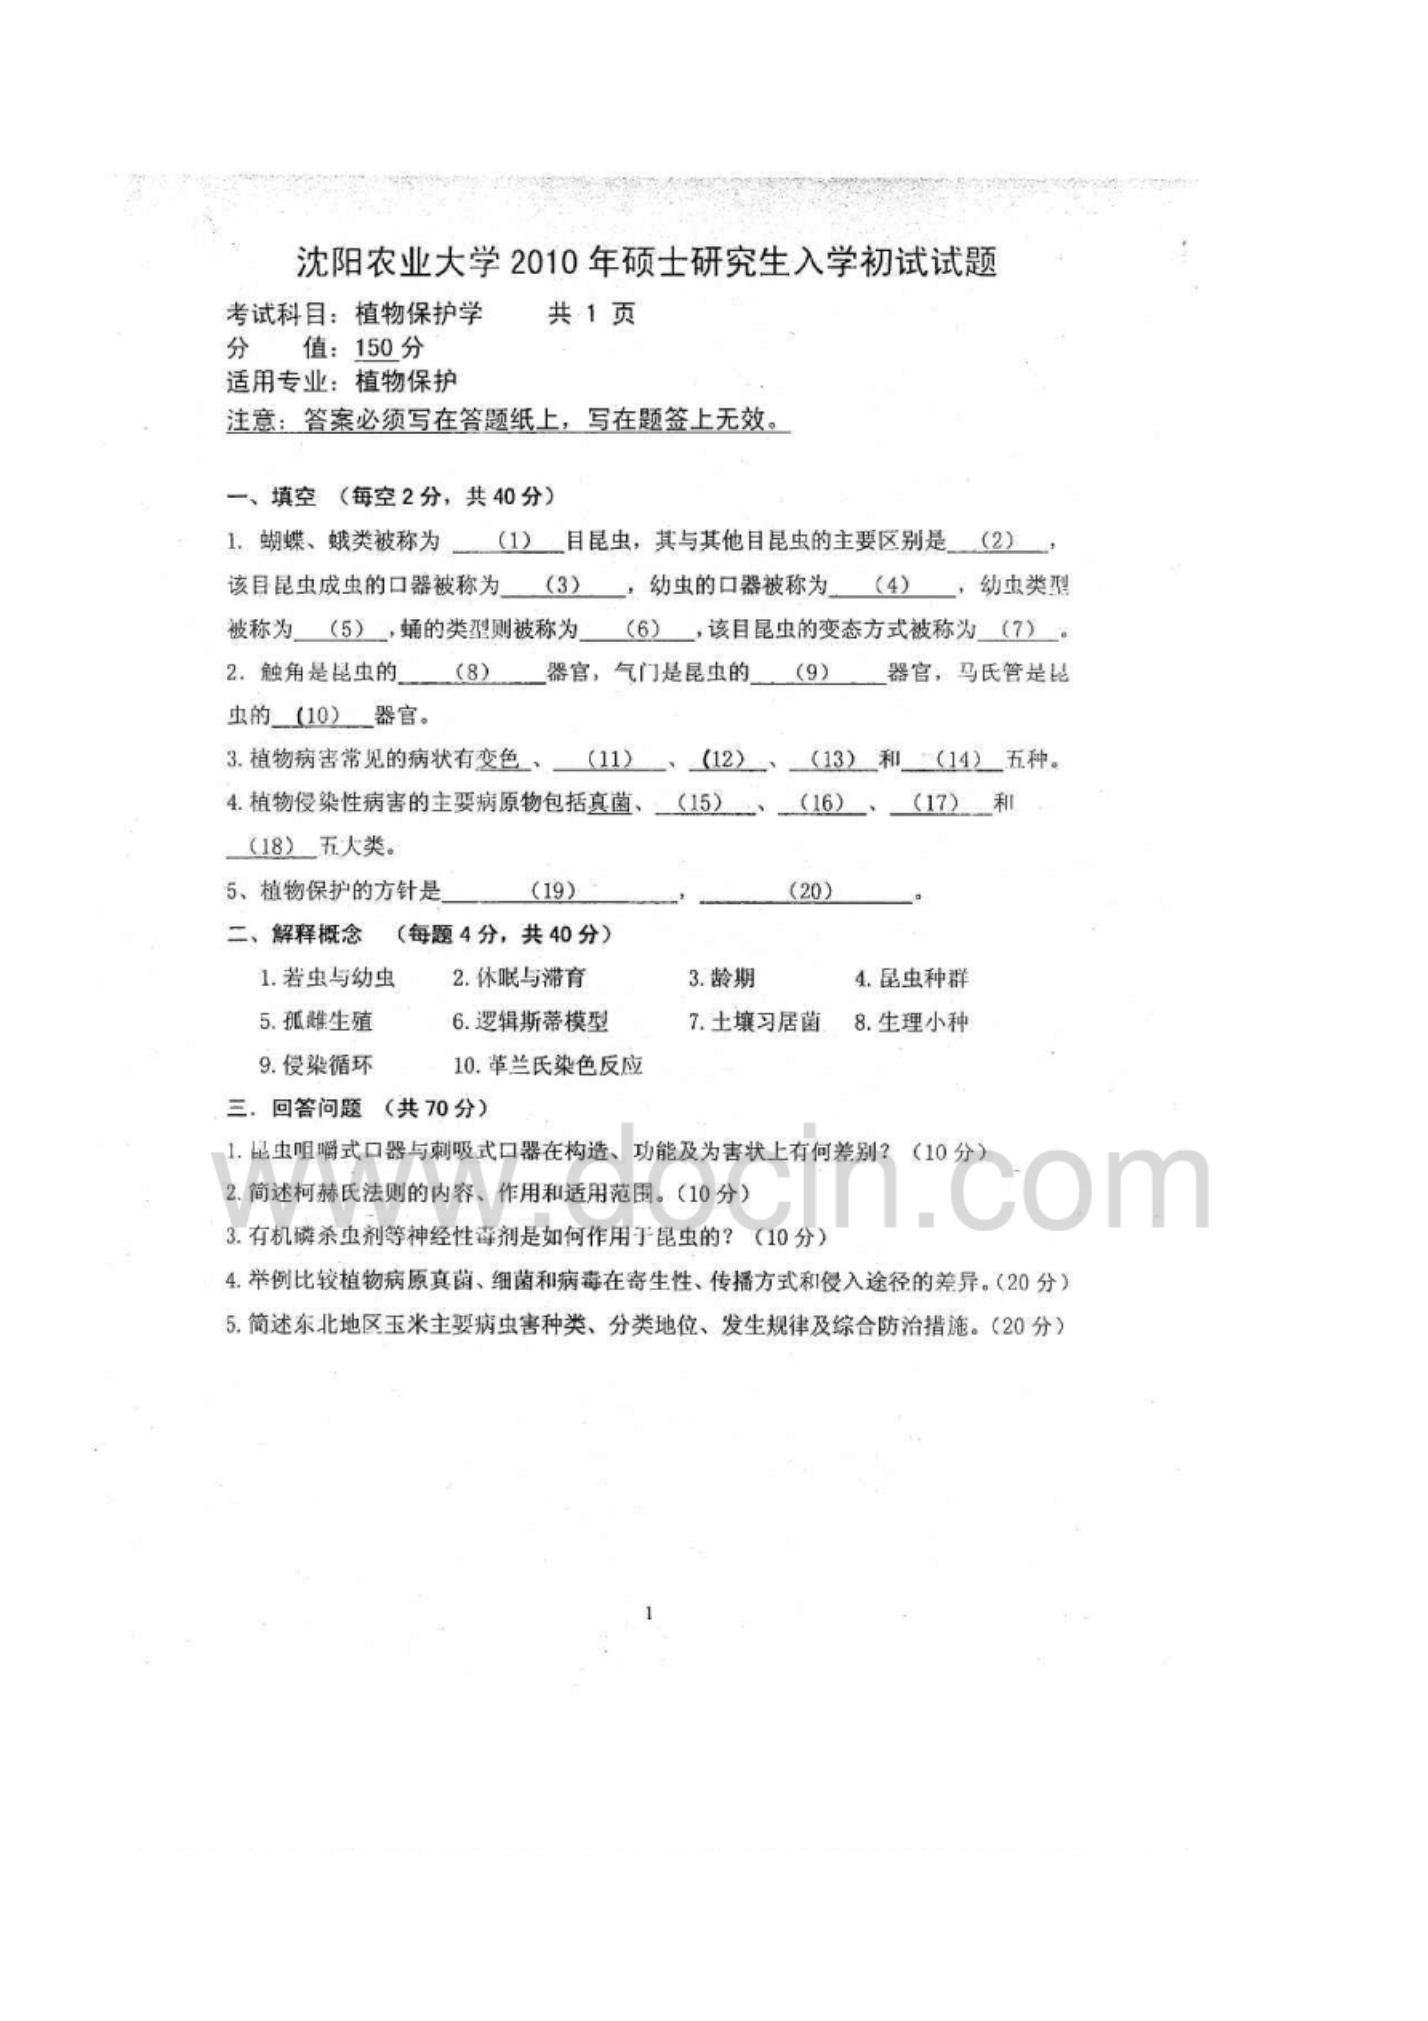 沈阳农业大学 2010 年硕士研究生入学初试试题
考试科目：植物保护学 共 1 页
分 值：150 分
适用专业：植物保护
注意：答案必须写在答题纸上，写在题签上无效。
一、填空 （每空 2 分，共 40 分）
1. 蝴蝶、蛾类被称为 （1） 目昆虫，其与其他目昆虫的主要区别是 （2） ，
该目昆虫成虫的口器被称为 （3） ，幼虫的口器被称为 （4） ，幼虫类型
被称为 （5） ，蛹的类型则被称为 （6） ，该目昆虫的变态方式被称为 （7） 。
2. 触角是昆虫的 （8） 器官，气门是昆虫的 （9） 器官，马氏管是昆
虫的 （10） 器官。
3. 植物病害常见的病状有变色 、 （11） 、 （12） 、 （13） 和 （14） 五种。
4. 植物侵染性病害的主要病原物包括真菌、 （15） 、 （16） 、 （17） 和
（18） 五大类。
5、植物保护的方针是 （19） ， （20） 。
二、解释概念 （每题 4 分，共 40 分）
1. 若虫与幼虫 2. 休眠与滞育 3. 龄期 4. 昆虫种群
5. 孤雌生殖 6. 逻辑斯蒂模型 7. 土壤习居菌 8. 生理小种
9. 侵染循环 10. 革兰氏染色反应
三．回答问题 （共 70 分）
1. 昆虫咀嚼式口器与刺吸式口器在构造、功能及为害状上有何差别？（10 分）
2. 简述柯赫氏法则的内容、作用和适用范围。（10 分）
3. 有机磷杀虫剂等神经性毒剂是如何作用于昆虫的？（10 分）
4. 举例比较植物病原真菌、细菌和病毒在寄生性、传播方式和侵入途径的差异。（20 分）
5. 简述东北地区玉米主要病虫害种类、分类地位、发生规律及综合防治措施。（20 分）
www.docin.com
1